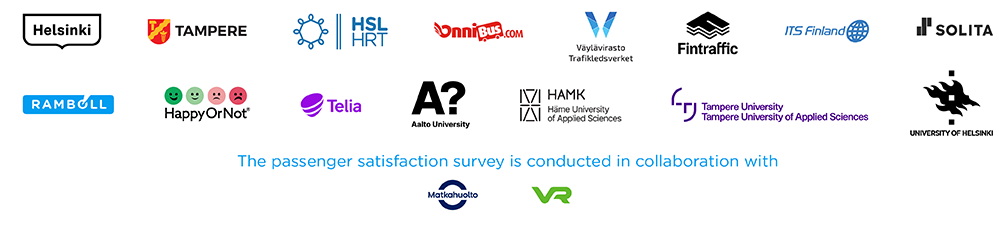 Helsinki
TAMPERE
HSL
HRT
OnniBus.COM
Väylävirasto
Trafikledsverket
Fintraffic
ITS Finland
SOLITA
RAMBOLL
HappyOrNot®
Telia
A?
Aalto University
HAMK
Häme University
of Applied Sciences
Tampere University
Tampere University of Applied Sciences
UNIVERSITY OF HELSINKI
The passenger satisfaction survey is conducted in collaboration with
Matkahuolto
VR